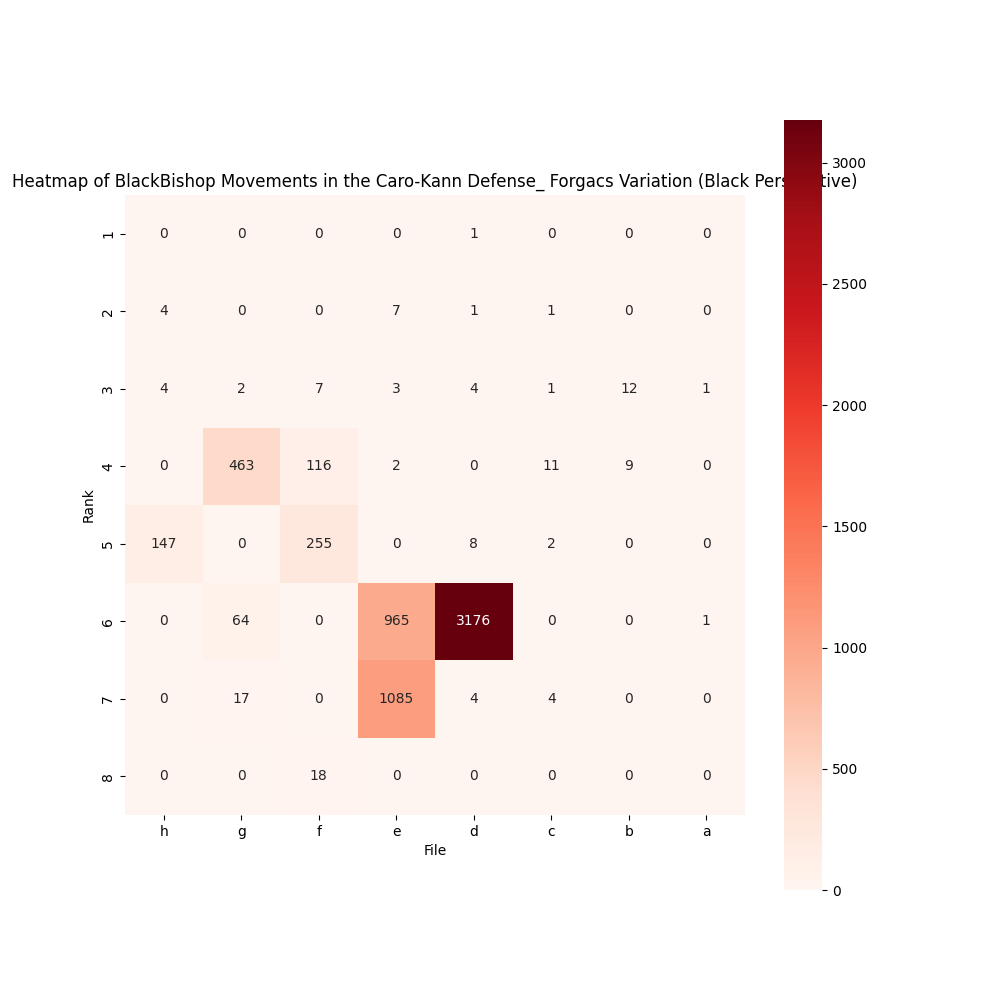 Heatmap of BlackBishop Movements in the Caro-Kann Defense_ Forgacs Variation (Black Perspective)
1 0 0 0 0 1 0 0 0
2 4 0 0 7 1 1 0 0
3 4 2 7 3 4 1 12 1
4 0 463 116 2 0 11 9 0
Rank
5 147 0 255 0 8 2 0 0
6 0 64 0 965 3176 0 0 1
7 0 17 0 1085 4 4 0 0
8 0 0 18 0 0 0 0 0
h g f e d c b a
File
3000
2500
2000
1500
1000
500
0